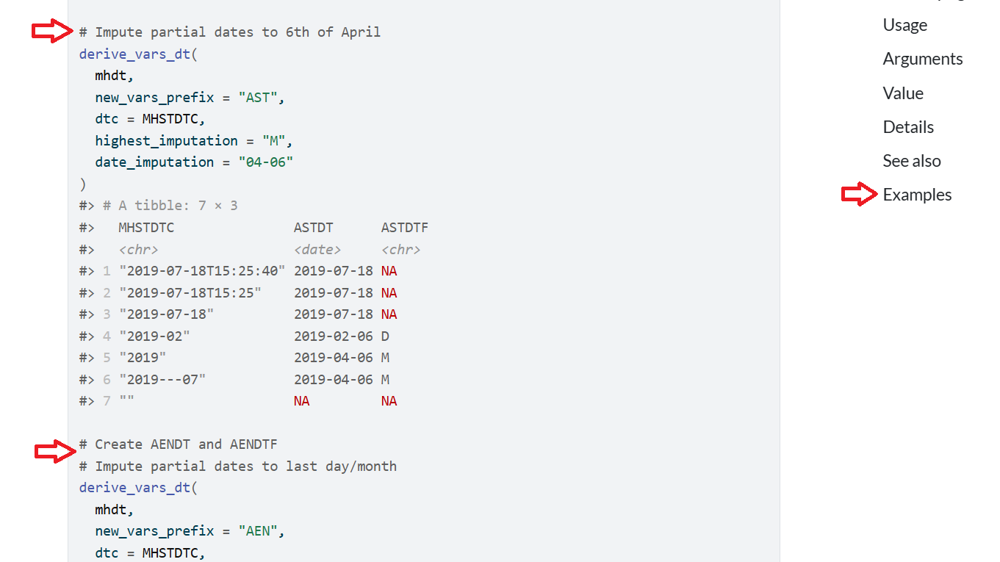 # Impute partial dates to 6th of April
derive_vars_dt(
  mhdt,
  new_vars_prefix = "AST",
  dtc = MHSTDTC,
  highest_imputation = "M",
  date_imputation = "04-06"
)
#> # A tibble: 7 × 3
#>   MHSTDTC               ASTDT      ASTDTF
#>   <chr>                 <date>     <chr>
#> 1 "2019-07-18T15:25:40" 2019-07-18 NA
#> 2 "2019-07-18T15:25"    2019-07-18 NA
#> 3 "2019-07-18"          2019-07-18 NA
#> 4 "2019-02"             2019-02-06 D
#> 5 "2019"                2019-04-06 M
#> 6 "2019---07"           2019-04-06 M
#> 7 ""                    NA         NA
# Create AENDT and AENDTF
# Impute partial dates to last day/month
derive_vars_dt(
  mhdt,
  new_vars_prefix = "AEN",
  dtc = MHSTDTC,
Usage
Arguments
Value
Details
See also
Examples